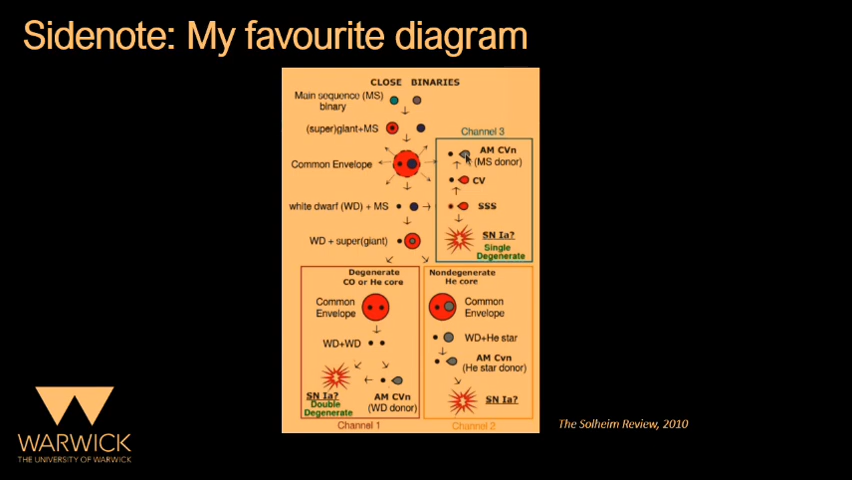 Sidenote: My favourite diagram
CLOSE BINARIES
Main sequence (MS)
binary
(super)giant+MS
Common Envelope
white dwarf (WD) + MS
WD + super(giant)
Channel 3
AM CVn
(MS donor)
CV
SSS
SN Ia?
Single
Degenerate
Degenerate
CO or He core
Common
Envelope
WD+WD
SN Ia?
Double
Degenerate
AM CVn
(WD donor)
Channel 1
Nondegenerate
He core
Common
Envelope
WD+He star
AM Cvn
(He star donor)
SN Ia?
Channel 2
The Solheim Review, 2010
WARWICK
THE UNIVERSITY OF WARWICK